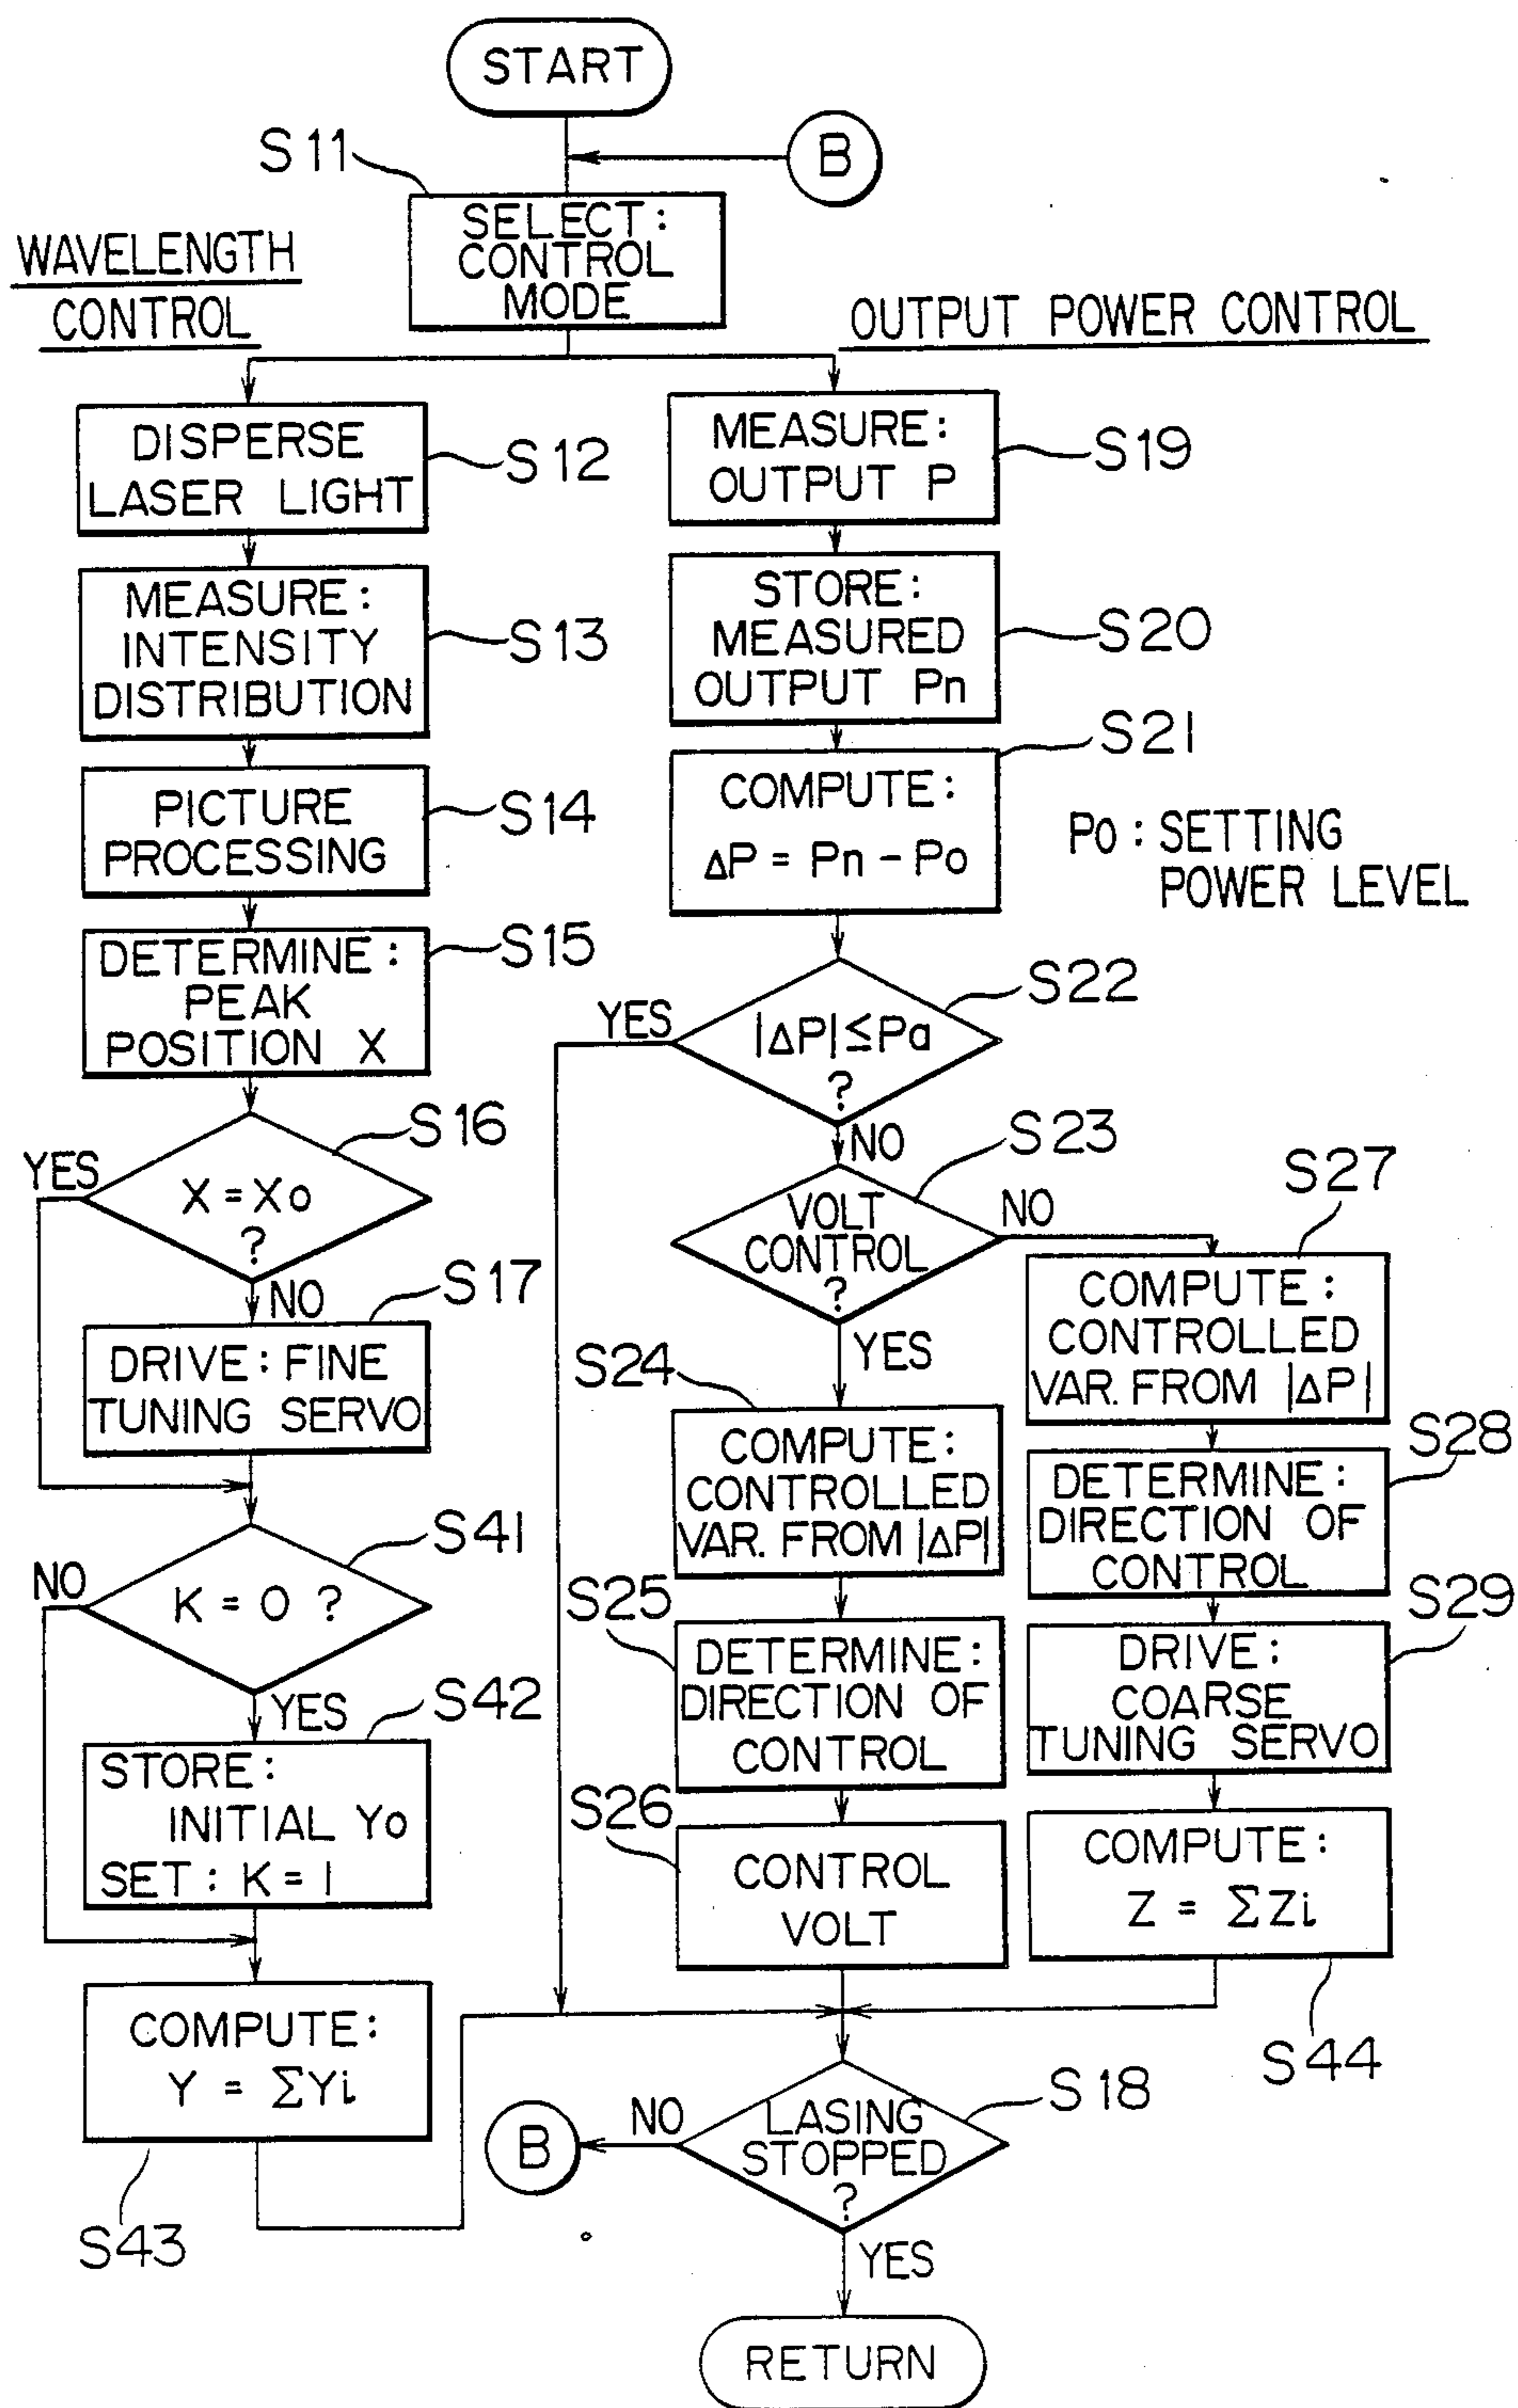 START
B
S11
SELECT:
CONTROL
MODE
WAVELENGTH
CONTROL
OUTPUT POWER CONTROL
DISPERSE
LASER LIGHT
S12
MEASURE:
INTENSITY
DISTRIBUTION
S13
PICTURE
PROCESSING
S14
DETERMINE:
PEAK
POSITION X
S15
X = Xo
?
S16
YES
NO
S17
DRIVE: FINE
TUNING SERVO
K = 0 ?
S41
NO
YES
S42
STORE:
INITIAL Yo
SET: K = 1
COMPUTE:
Y = ΣYi
S43
MEASURE:
OUTPUT P
S19
STORE:
MEASURED
OUTPUT Pn
S20
S21
COMPUTE:
ΔP = Pn - Po
Po : SETTING
POWER LEVEL
S22
YES
|ΔP| ≤ Pa
?
NO
S23
VOLT
CONTROL
?
NO
YES
S24
COMPUTE:
CONTROLLED
VAR. FROM |ΔP|
S25
DETERMINE:
DIRECTION OF
CONTROL
S26
CONTROL
VOLT
S27
COMPUTE:
CONTROLLED
VAR. FROM |ΔP|
S28
DETERMINE:
DIRECTION OF
CONTROL
S29
DRIVE:
COARSE
TUNING SERVO
COMPUTE:
Z = ΣZi
S44
S18
LASING
STOPPED
?
NO
B
YES
RETURN